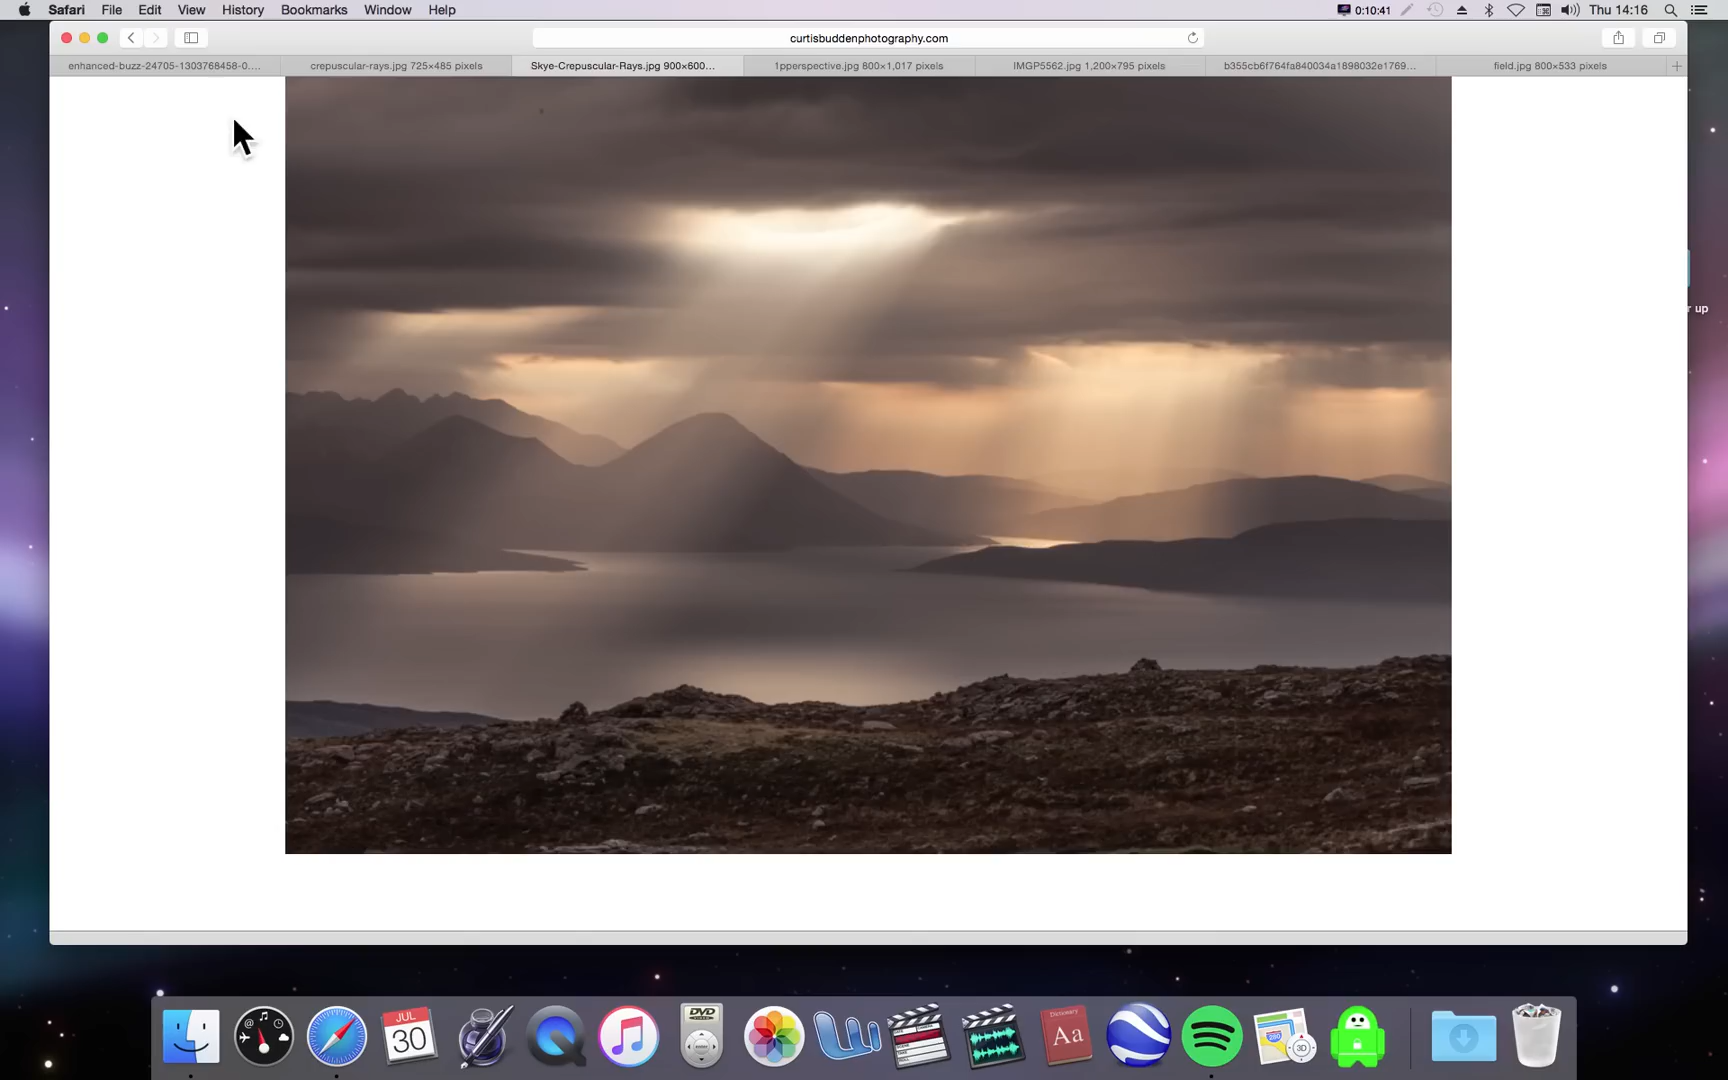 Safari File Edit View History Bookmarks Window Help 0:10:41 Thu 14:16
curtisbuddenphotography.com
enhanced-buzz-24705-1303768458-0.... crepuscular-rays.jpg 725×485 pixels Skye-Crepuscular-Rays.jpg 900×600... 1pperspective.jpg 800×1,017 pixels IMGP5562.jpg 1,200×795 pixels b355cb6f764fa840034a1898032e1769... field.jpg 800×533 pixels
r up
JUL
30
DVD
Aa
3D